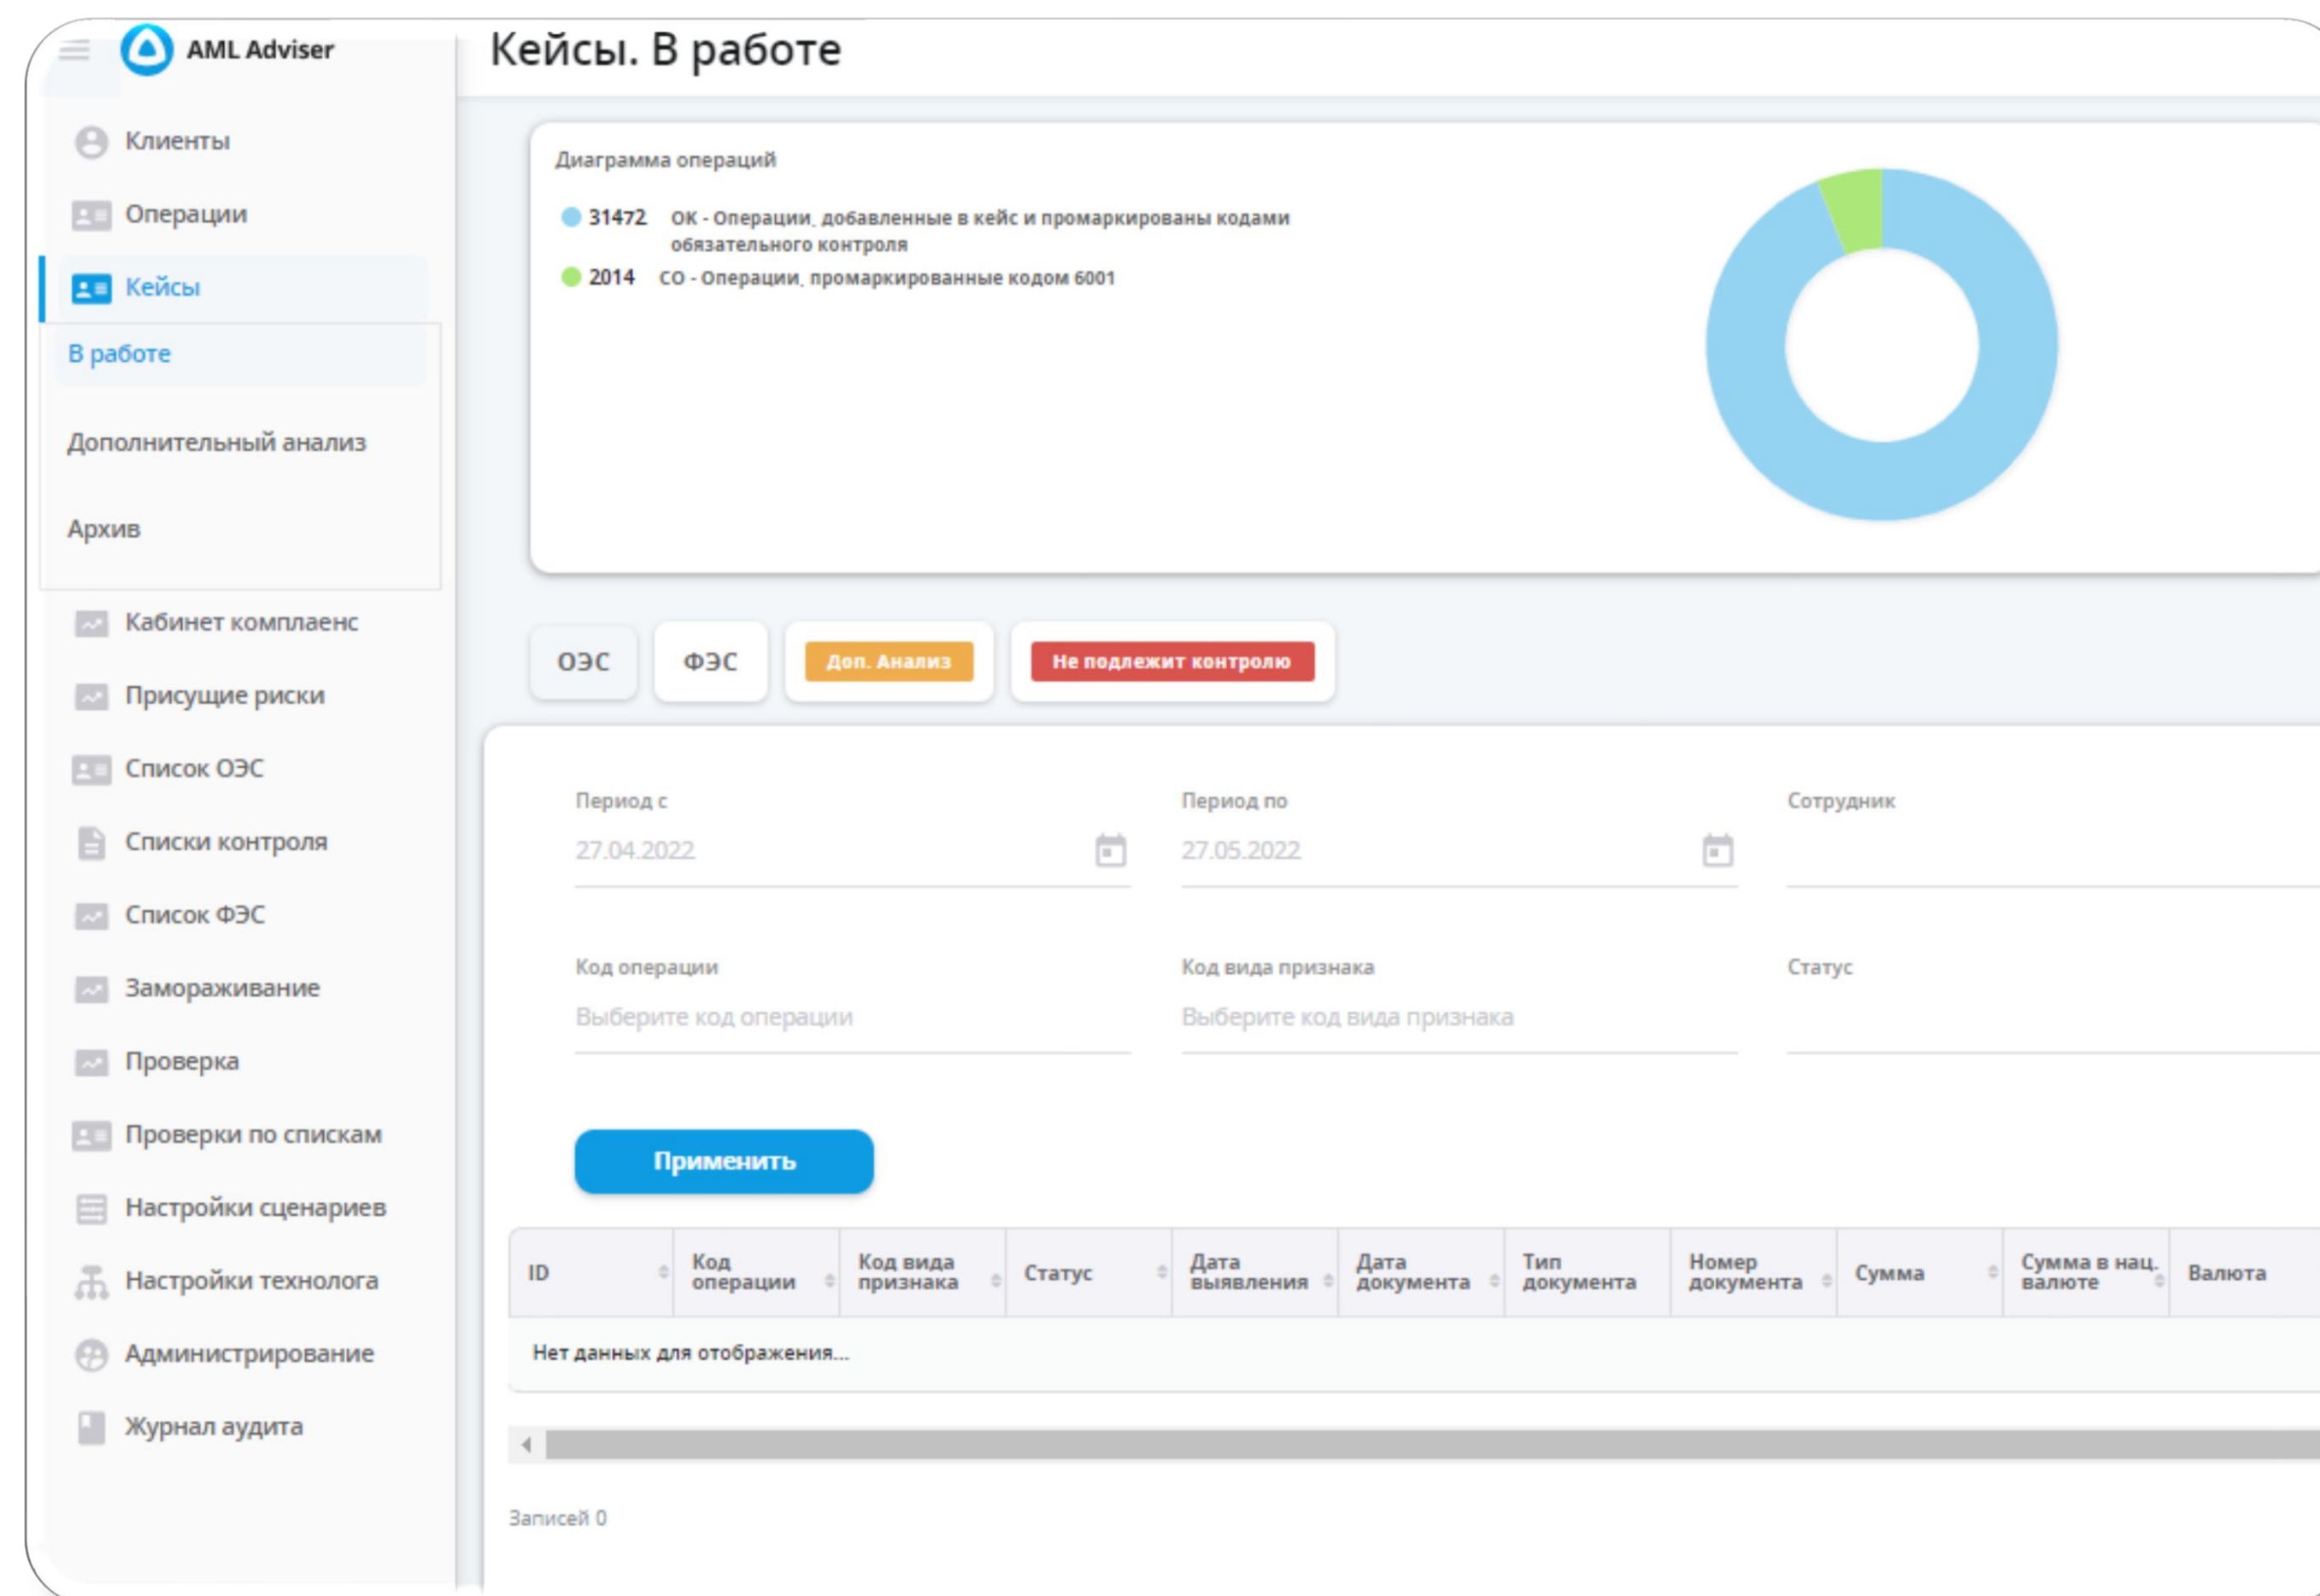 AML Adviser
Кейсы. В работе
Клиенты
Операции
Кейсы
В работе
Дополнительный анализ
Архив
Кабинет комплаенс
Присущие риски
Список ОЭС
Списки контроля
Список ФЭС
Замораживание
Проверка
Проверки по спискам
Настройки сценариев
Настройки технолога
Администрирование
Журнал аудита
Диаграмма операций
31472 ОК - Операции, добавленные в кейс и промаркированы кодами
обязательного контроля
2014 СО - Операции, промаркированные кодом 6001
ОЭС ФЭС Доп. Анализ Не подлежит контролю
Период с Период по Сотрудник
27.04.2022 27.05.2022
Код операции Код вида признака Статус
Выберите код операции Выберите код вида признака
Применить
ID Код операции Код вида признака Статус Дата выявления Дата документа Тип документа Номер документа Сумма Сумма в нац. валюте Валюта
Нет данных для отображения...
Записей 0